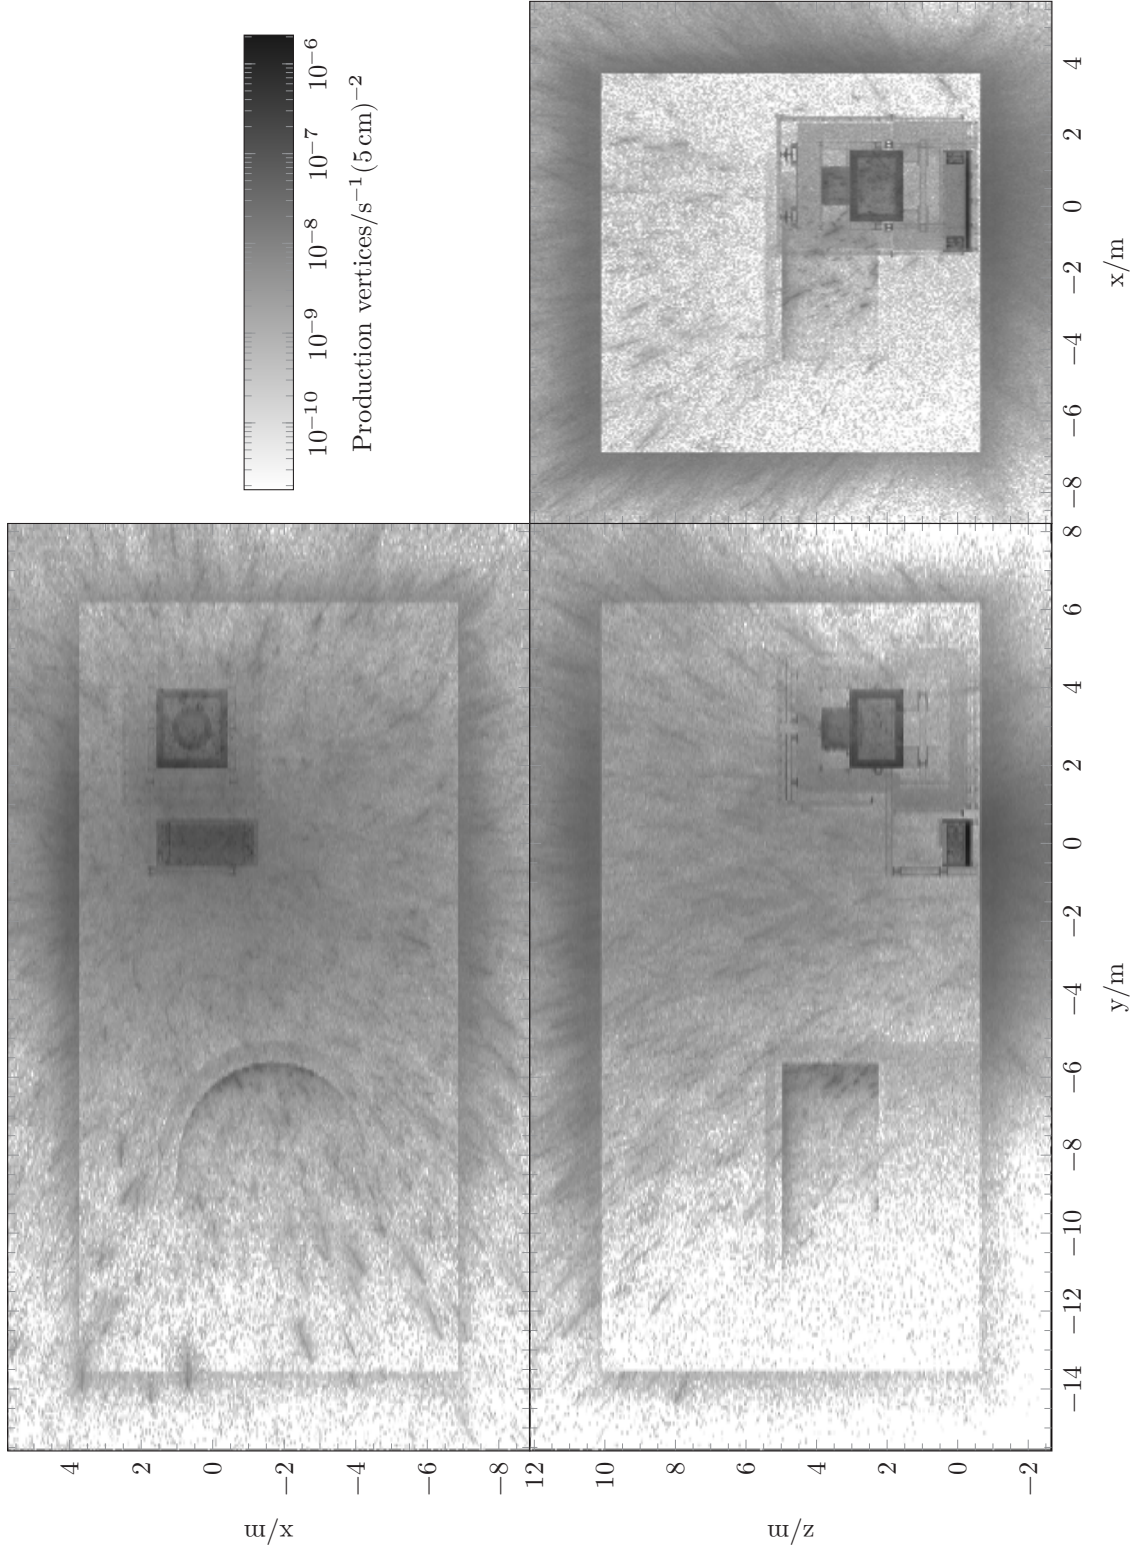 x/m
4
2
0
−2
−4
−6
−8
10⁻¹⁰ 10⁻⁹ 10⁻⁸ 10⁻⁷ 10⁻⁶
Production vertices/s⁻¹(5 cm)⁻²
z/m
12
10
8
6
4
2
0
−2
−14 −12 −10 −8 −6 −4 −2 0 2 4 6 8
y/m
−8 −6 −4 −2 0 2 4
x/m